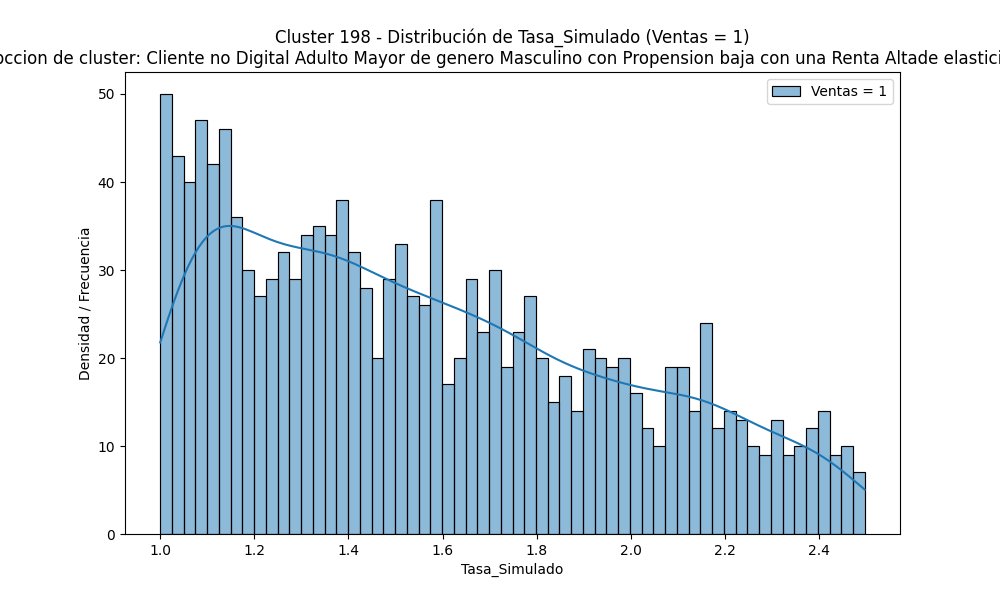 Cluster 198 - Distribución de Tasa_Simulado (Ventas = 1)
occion de cluster: Cliente no Digital Adulto Mayor de genero Masculino con Propension baja con una Renta Altade elastici
Ventas = 1
50
40
30
20
10
0
Densidad / Frecuencia
1.0 1.2 1.4 1.6 1.8 2.0 2.2 2.4
Tasa_Simulado